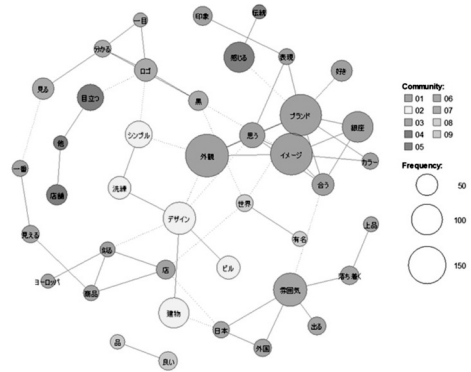 一目
印象
伝統
分かる
ロゴ
感じる
表現
見る
目立つ
黒
好き
ブランド
他
シンプル
思う
銀座
外観
イメージ
カラー
一番
店舗
洗練
合う
世界
デザイン
見える
有名
上品
似る
店
ビル
ヨーロッパ
商品
雰囲気
落ち着く
建物
日本
出る
品
外国
良い
Community:
01 06
02 07
03 08
04 09
05
Frequency:
50
100
150